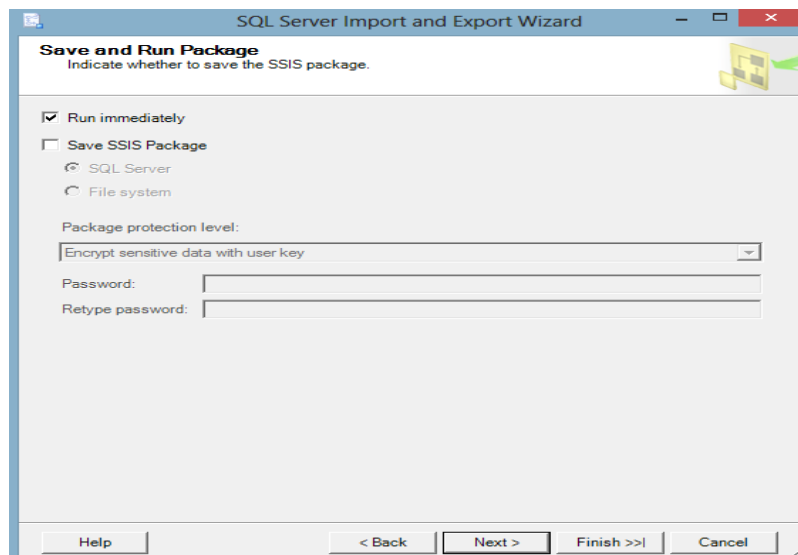 SQL Server Import and Export Wizard
Save and Run Package
Indicate whether to save the SSIS package.
Run immediately
Save SSIS Package
SQL Server
File system
Package protection level:
Encrypt sensitive data with user key
Password:
Retype password:
Help < Back Next > Finish >>| Cancel